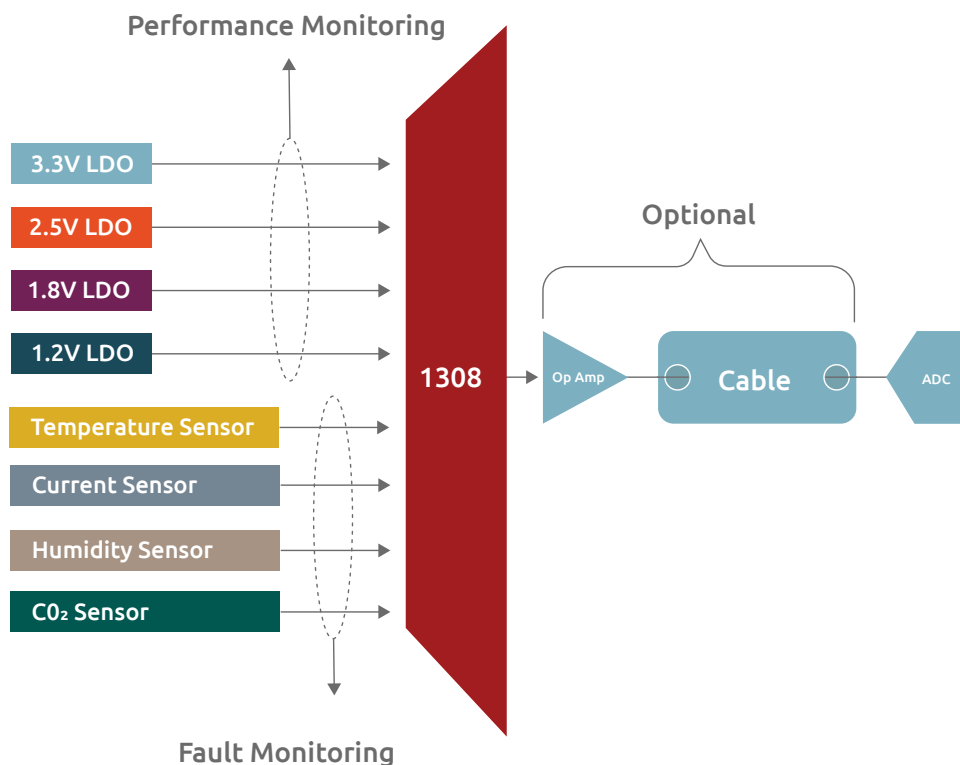 Performance Monitoring
3.3V LDO
2.5V LDO
1.8V LDO
1.2V LDO
Temperature Sensor
Current Sensor
Humidity Sensor
C0₂ Sensor
Fault Monitoring
1308
Optional
Op Amp
Cable
ADC